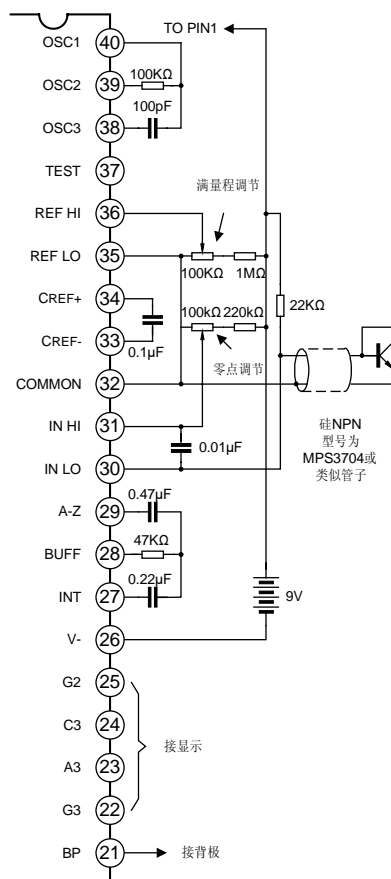 TO PIN1
OSC1 40
100KΩ
OSC2 39
100pF
OSC3 38
TEST 37
满量程调节
REF HI 36
REF LO 35
100KΩ 1MΩ
CREF+ 34
22KΩ
100kΩ 220kΩ
CREF- 33
0.1μF
零点调节
COMMON 32
IN HI 31
0.01μF
硅NPN
型号为
MPS3704或
类似管子
IN LO 30
0.47μF
A-Z 29
47KΩ
BUFF 28
0.22μF
INT 27
9V
V- 26
G2 25
C3 24
接显示
A3 23
G3 22
BP 21 接背极